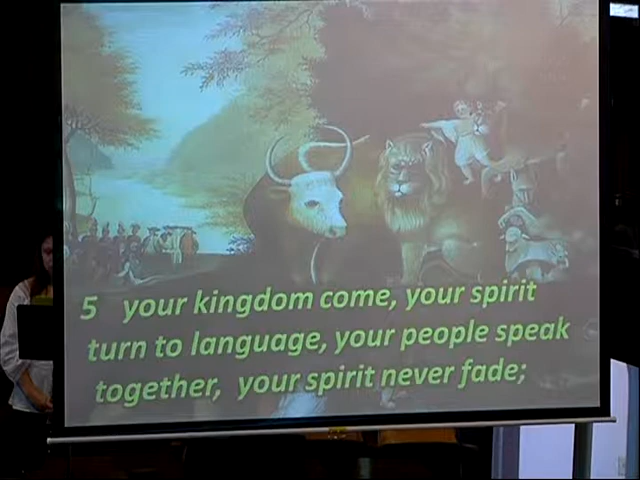 5 your kingdom come, your spirit
turn to language, your people speak
together, your spirit never fade;